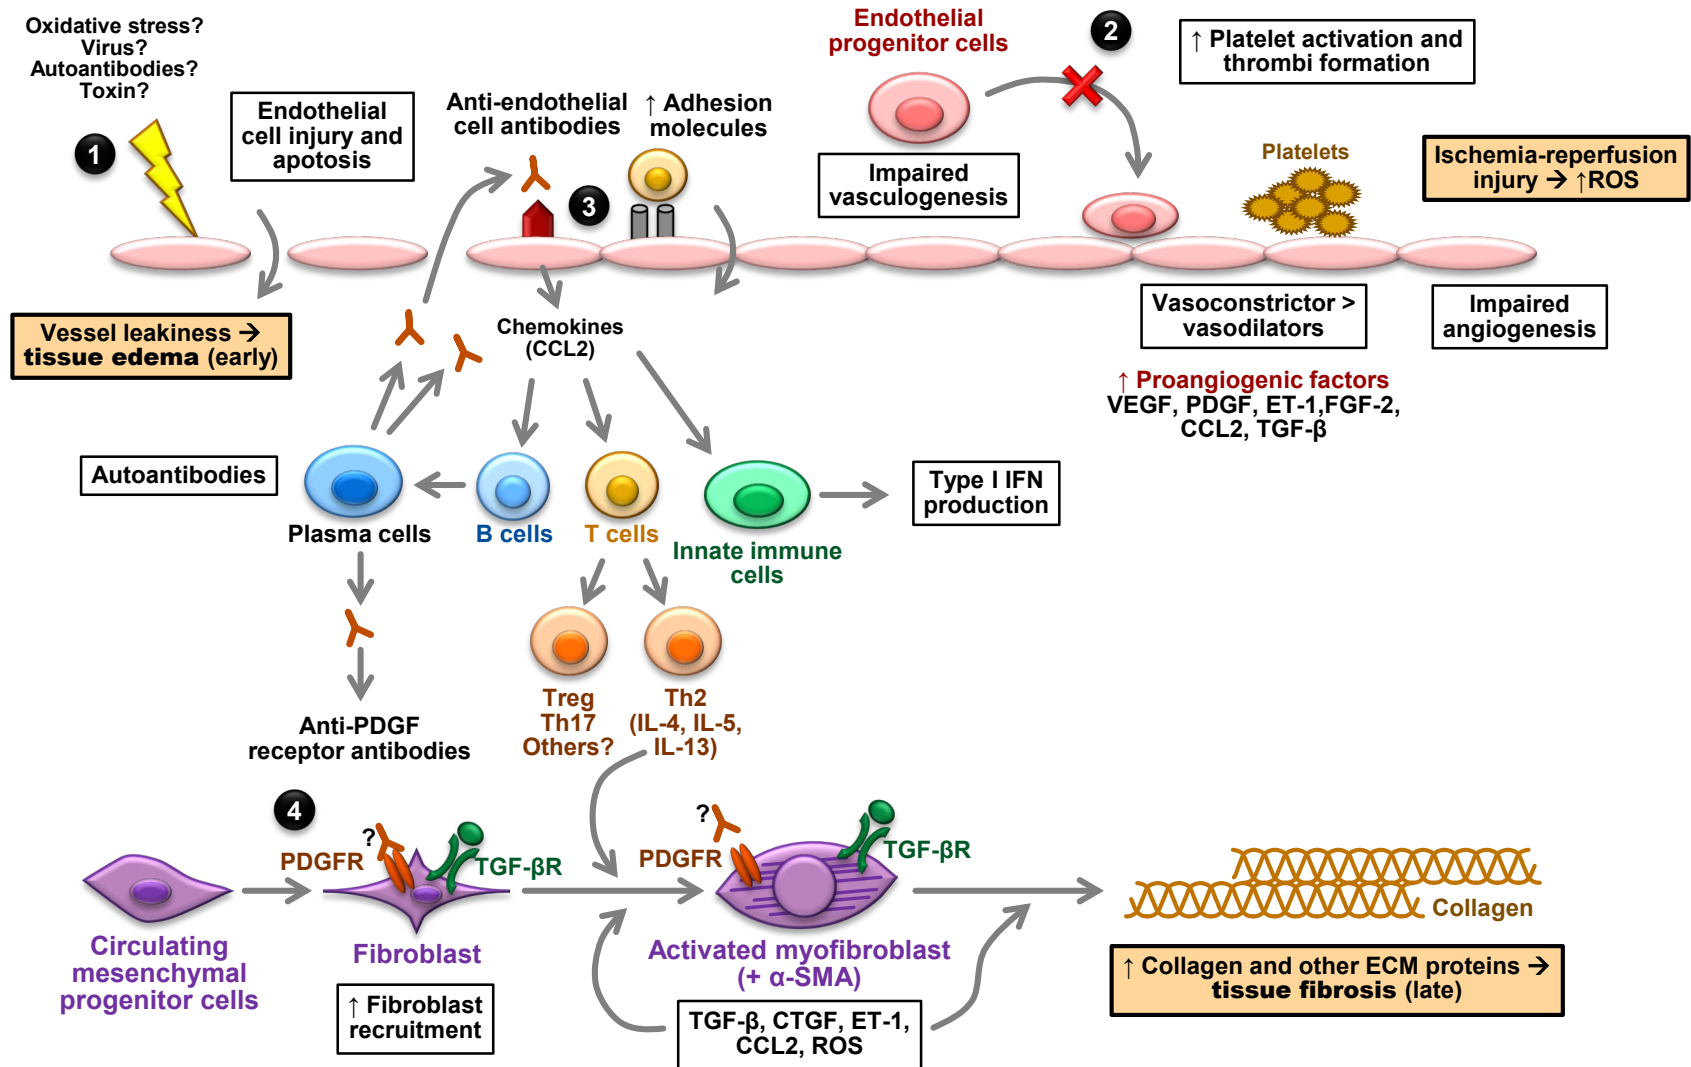 Oxidative stress?
Virus?
Autoantibodies?
Toxin?
1
Endothelial
cell injury and
apotosis
Anti-endothelial
cell antibodies
↑ Adhesion
molecules
3
Endothelial
progenitor cells
2
↑ Platelet activation and
thrombi formation
Impaired
vasculogenesis
Platelets
Ischemia-reperfusion
injury → ↑ROS
Vessel leakiness →
tissue edema (early)
Chemokines
(CCL2)
Vasoconstrictor >
vasodilators
Impaired
angiogenesis
↑ Proangiogenic factors
VEGF, PDGF, ET-1,FGF-2,
CCL2, TGF-β
Autoantibodies
Plasma cells
B cells
T cells
Innate immune
cells
Type I IFN
production
Treg
Th17
Others?
Th2
(IL-4, IL-5,
IL-13)
Anti-PDGF
receptor antibodies
4
?
PDGFR
TGF-βR
?
PDGFR
TGF-βR
Circulating
mesenchymal
progenitor cells
Fibroblast
↑ Fibroblast
recruitment
Activated myofibroblast
(+ α-SMA)
TGF-β, CTGF, ET-1,
CCL2, ROS
Collagen
↑ Collagen and other ECM proteins →
tissue fibrosis (late)